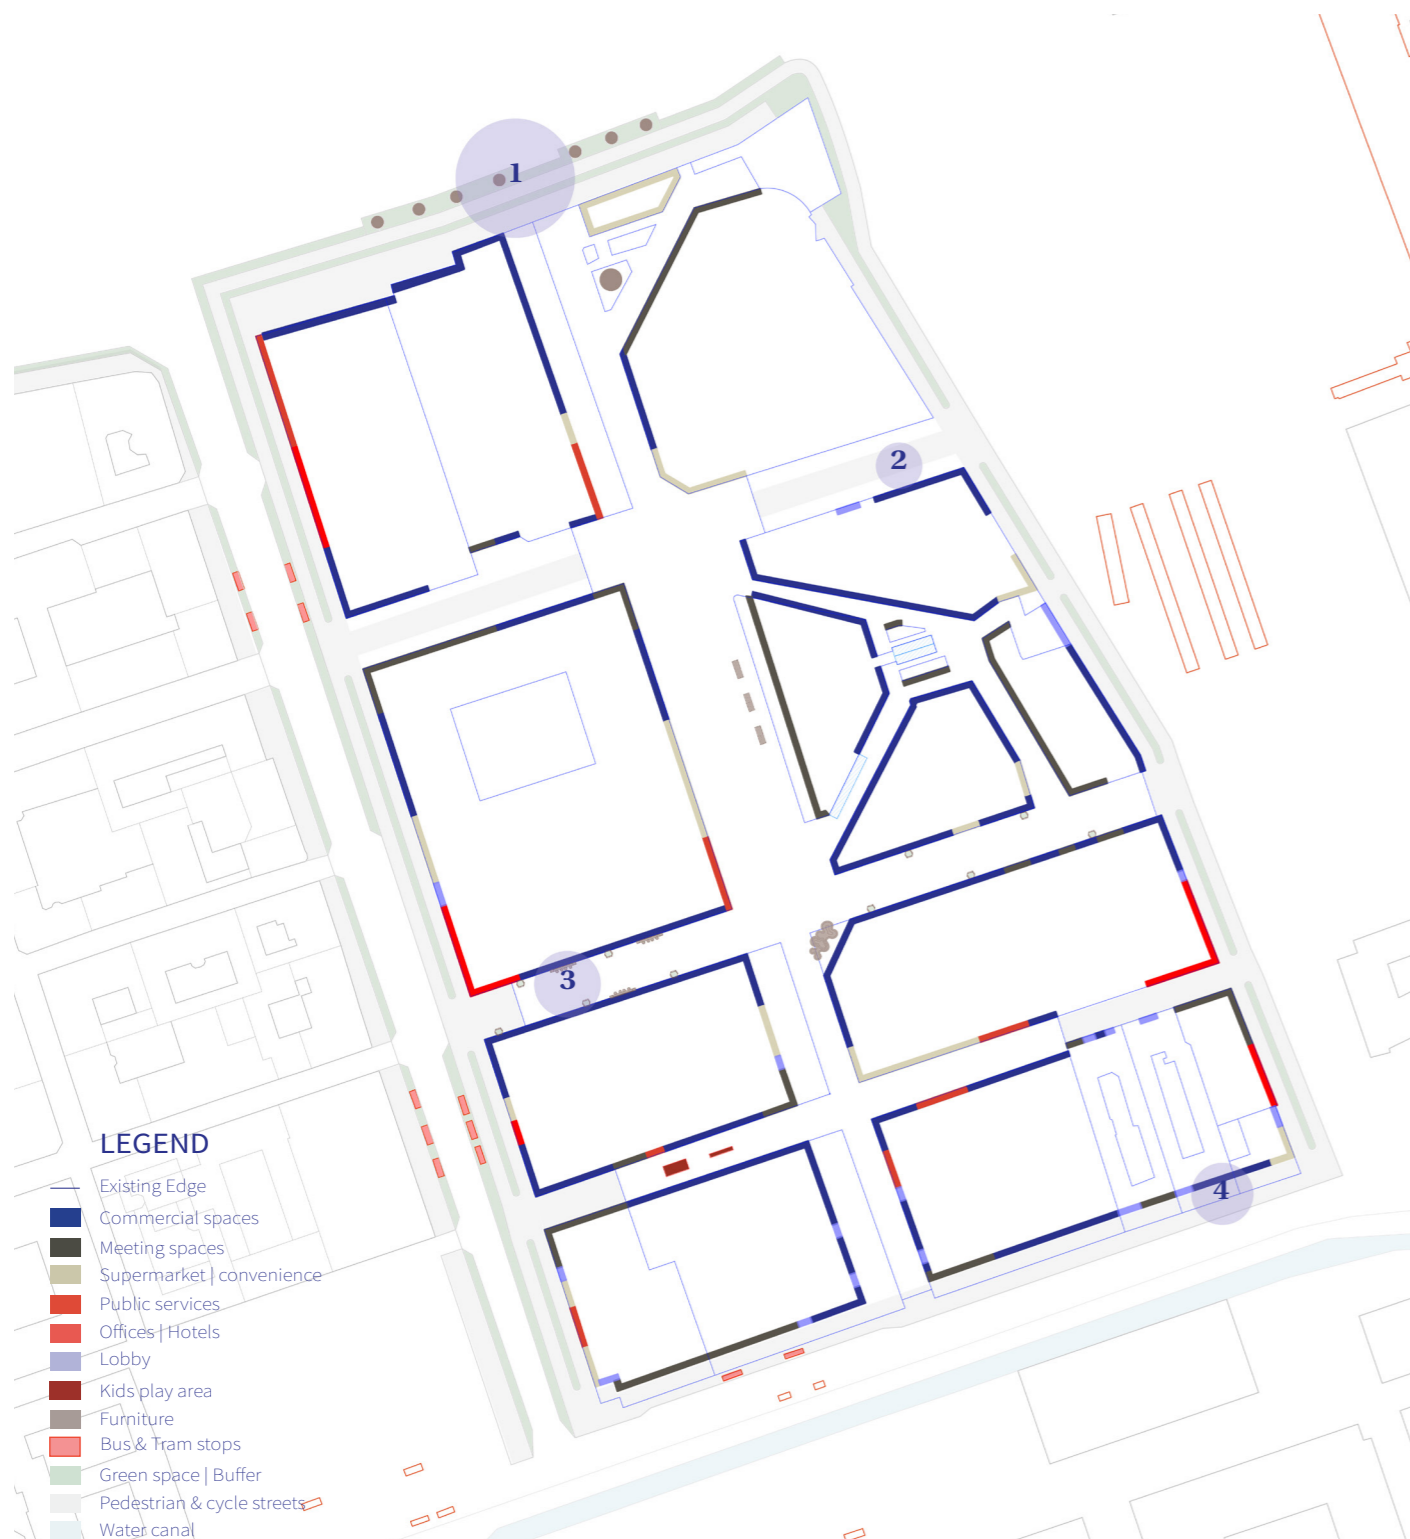 1
2
3
4
LEGEND
Existing Edge
Commercial spaces
Meeting spaces
Supermarket | convenience
Public services
Offices | Hotels
Lobby
Kids play area
Furniture
Bus & Tram stops
Green space | Buffer
Pedestrian & cycle streets
Water canal